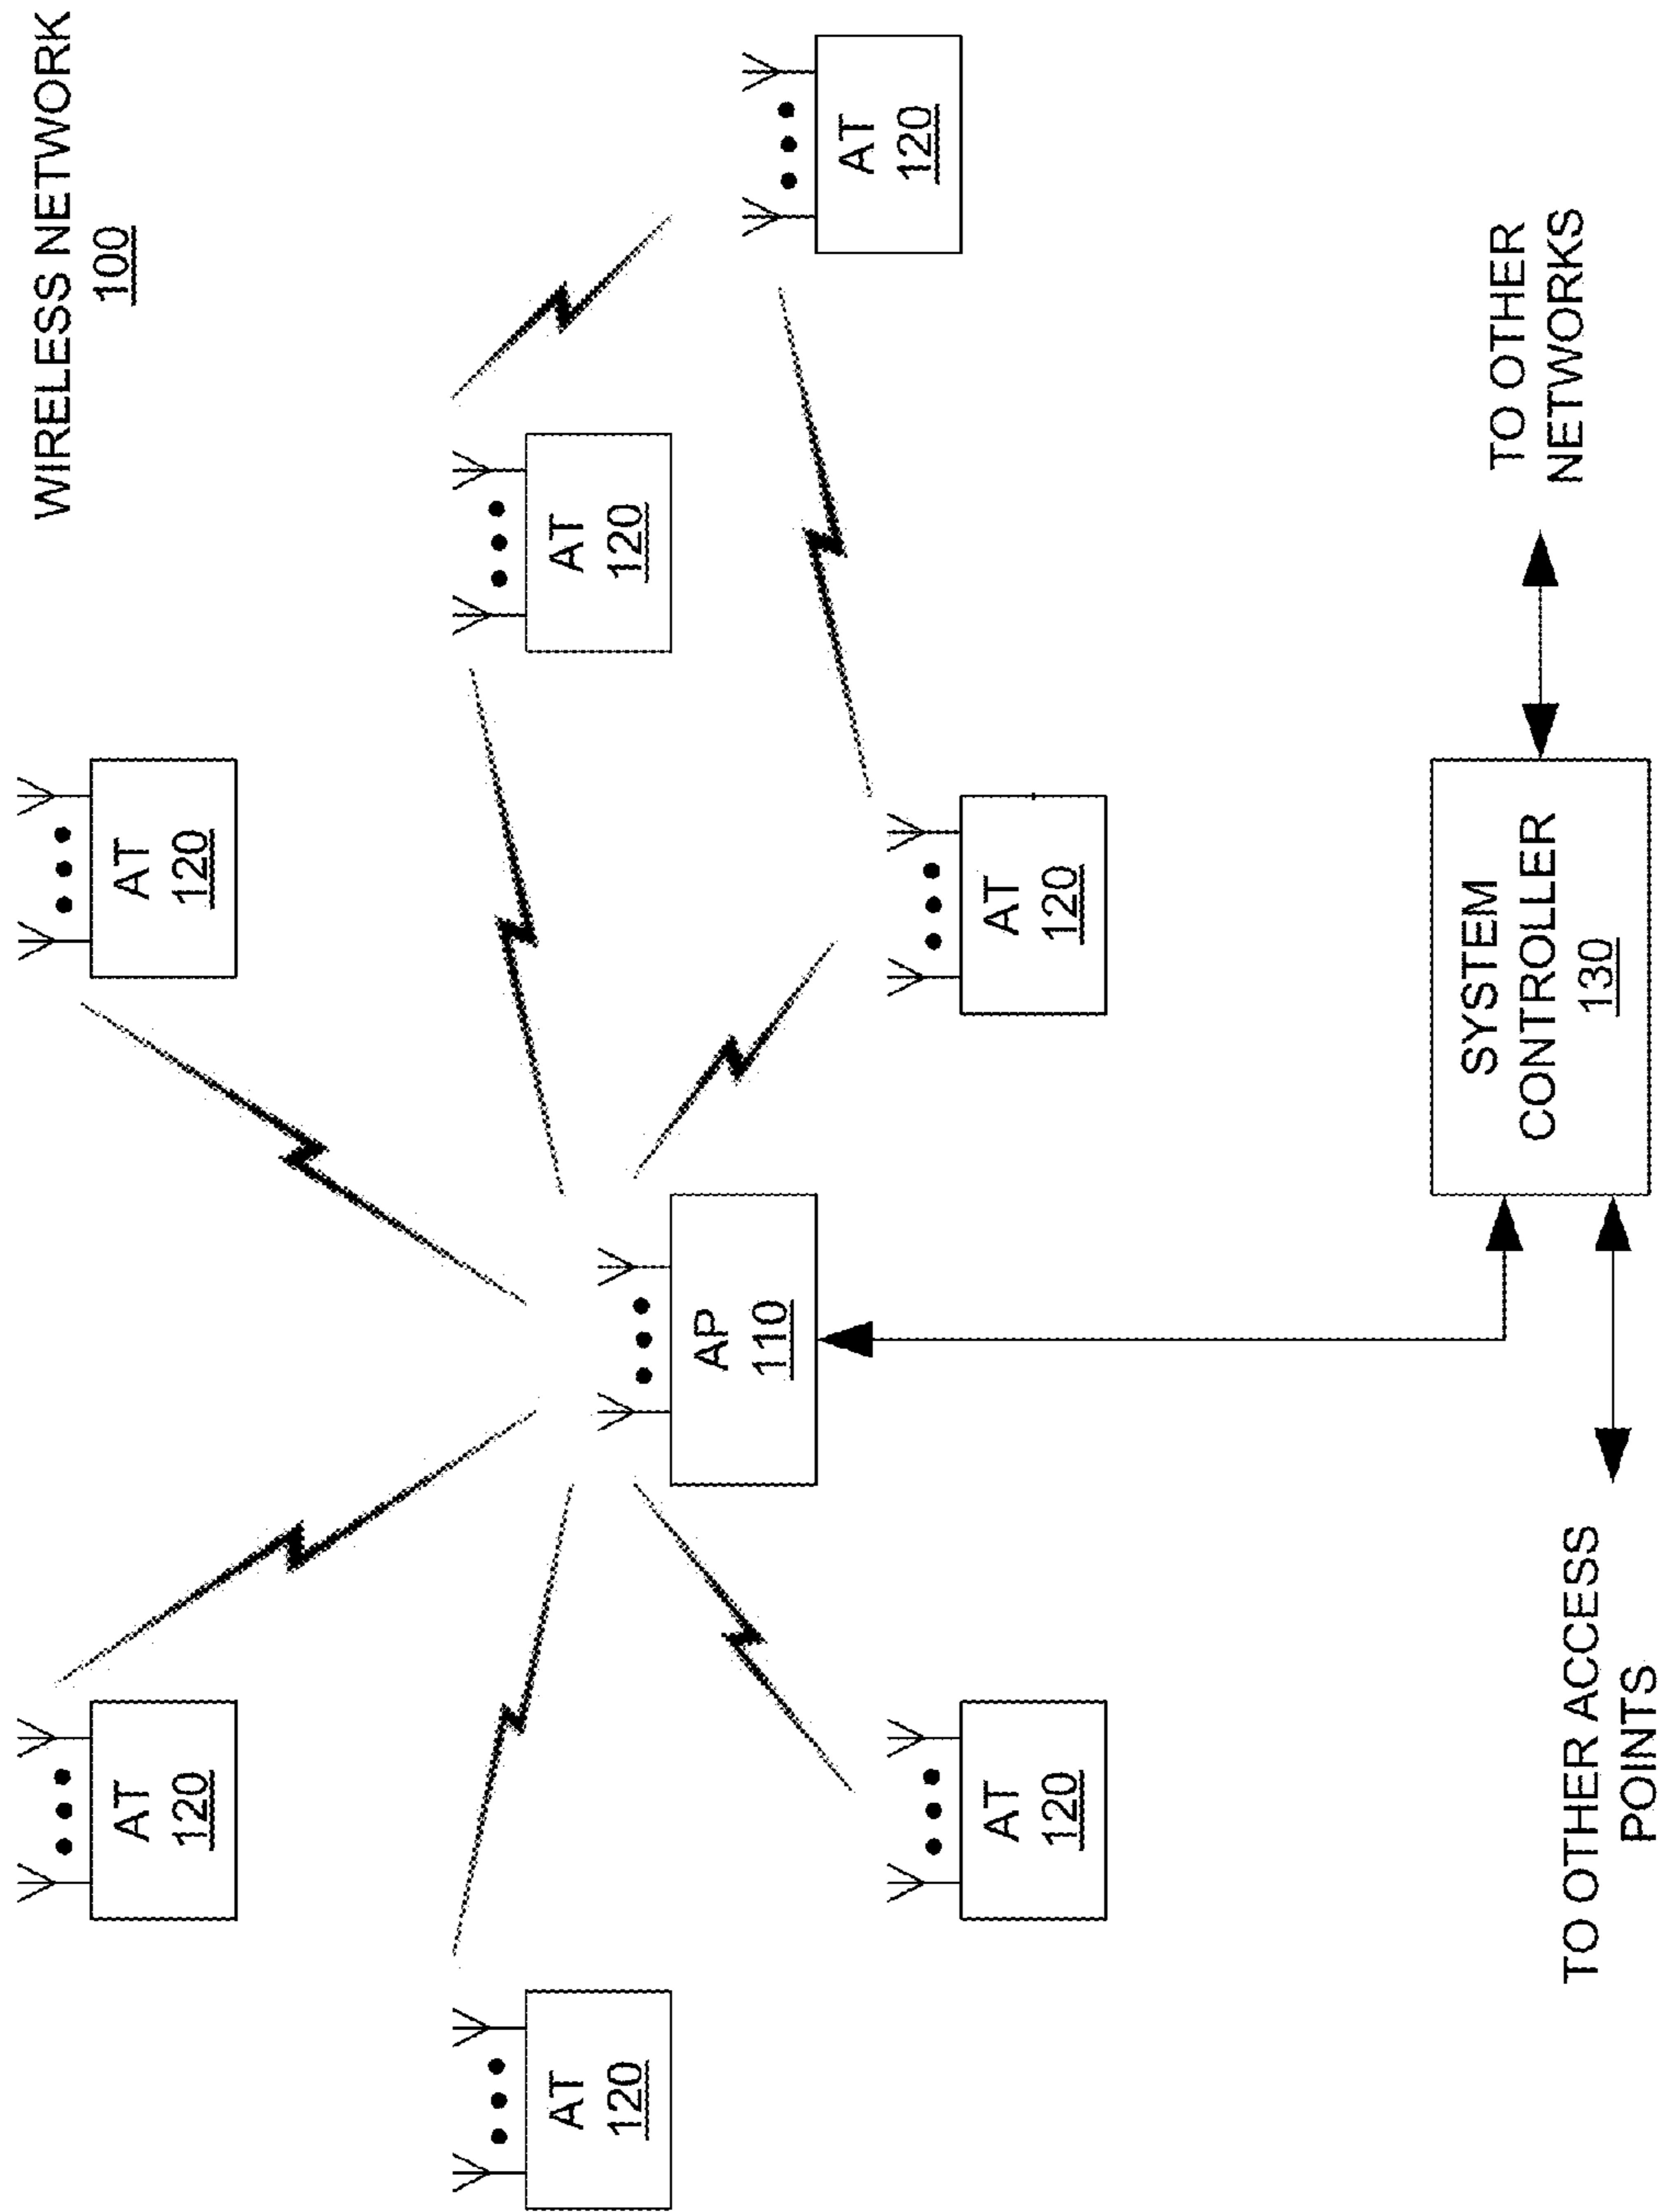 WIRELESS NETWORK
100
AT
120
AT
120
AT
120
AT
120
AP
110
AT
120
AT
120
AT
120
SYSTEM
CONTROLLER
130
TO OTHER ACCESS
POINTS
TO OTHER
NETWORKS